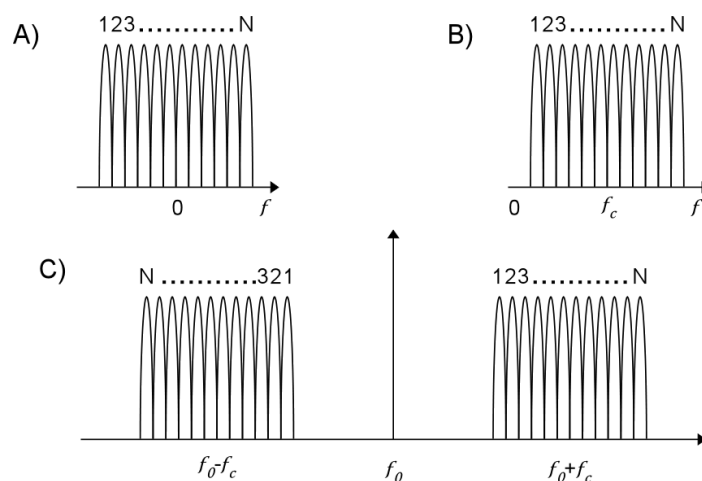 A)
123...........N
0
f
B)
123...........N
0
f_c
f
C)
N...........321
123...........N
f_0-f_c
f_0
f_0+f_c